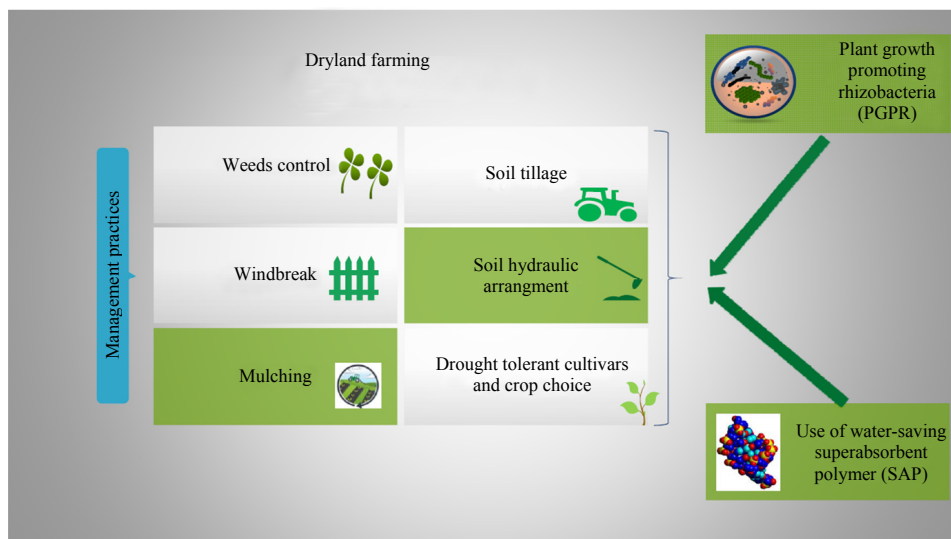 Dryland farming
Management practices
Weeds control
Soil tillage
Windbreak
Soil hydraulic
arrangment
Mulching
Drought tolerant cultivars
and crop choice
Plant growth
promoting
rhizobacteria
(PGPR)
Use of water-saving
superabsorbent
polymer (SAP)